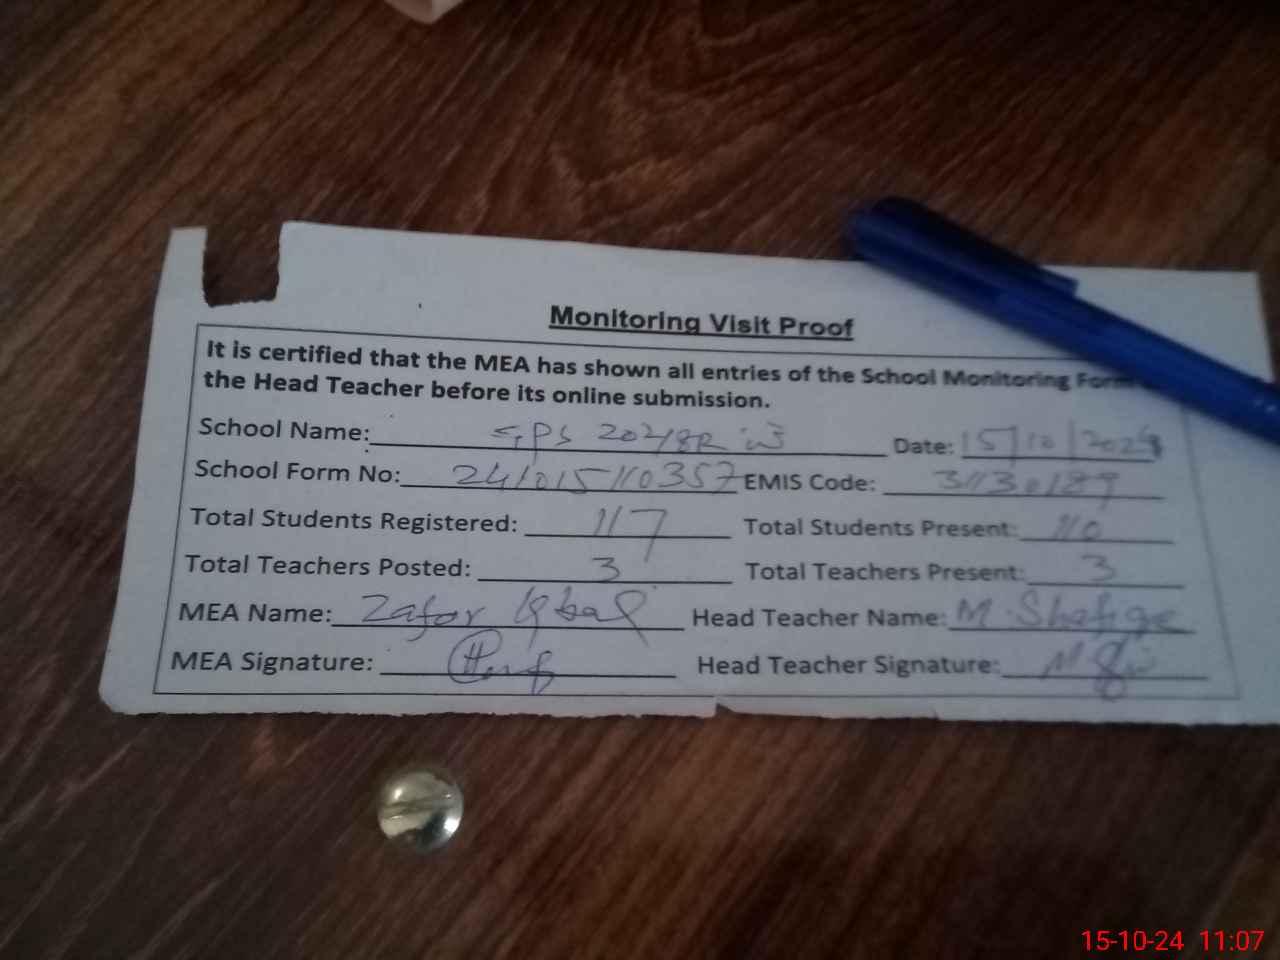 Monitoring Visit Proof
It is certified that the MEA has shown all entries of the School Monitoring Form
the Head Teacher before its online submission.
School Name: GPS 204/8R W Date: 15/10/2024
School Form No: 241015110357 EMIS Code: 31130189
Total Students Registered: 117 Total Students Present: 110
Total Teachers Posted: 3 Total Teachers Present: 3
MEA Name: Zafar Iqbal Head Teacher Name: M. Shafique
MEA Signature: Head Teacher Signature:
15-10-24 11:07